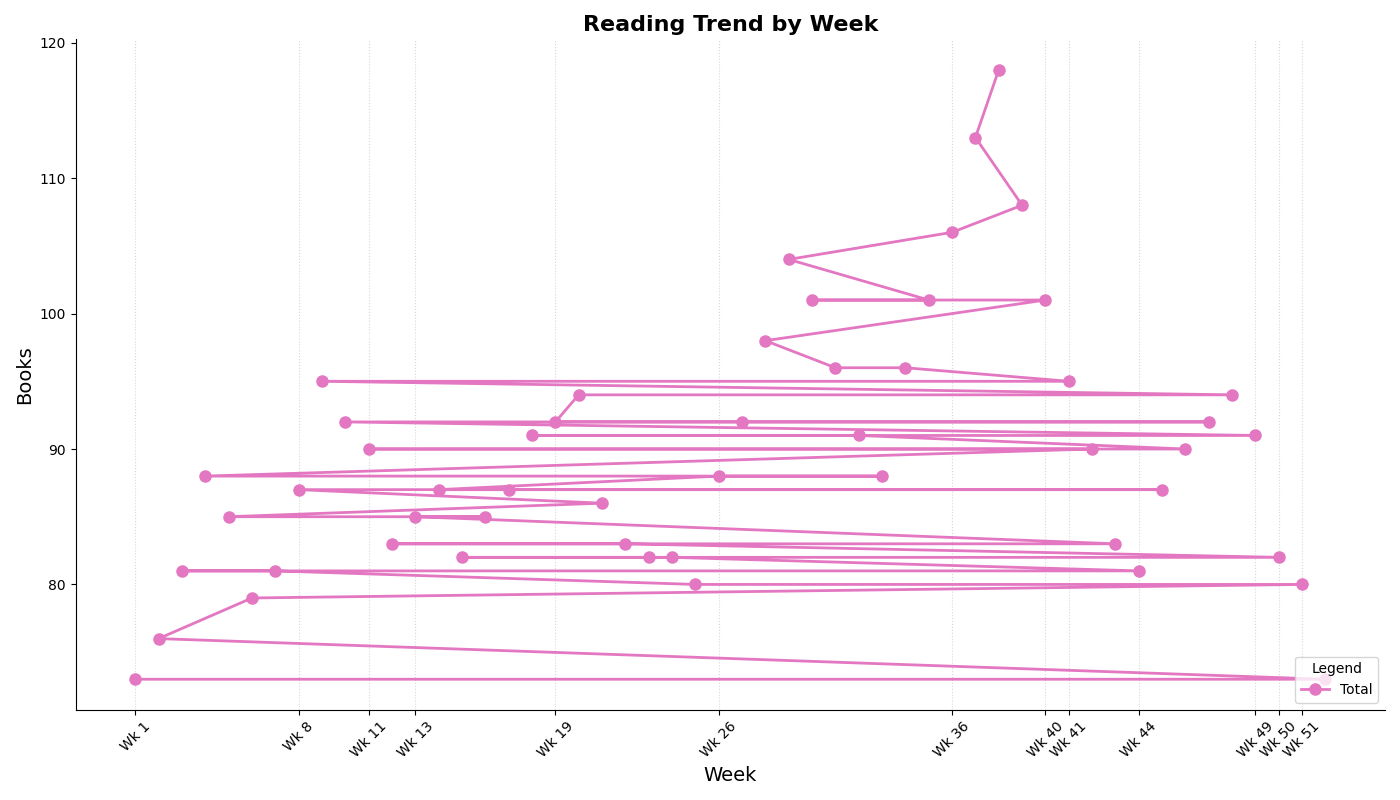 Reading Trend by Week
Books
120
110
100
90
80
Wk 1
Wk 8
Wk 11
Wk 13
Wk 19
Wk 26
Wk 36
Wk 40
Wk 41
Wk 44
Wk 49
Wk 50
Wk 51
Week
Legend
Total